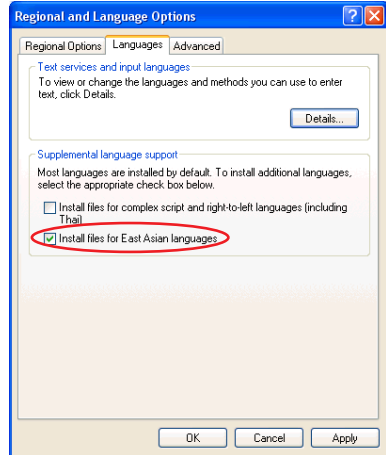 Regional and Language Options
Regional Options Languages Advanced
Text services and input languages
To view or change the languages and methods you can use to enter
text, click Details.
Details...
Supplemental language support
Most languages are installed by default. To install additional languages,
select the appropriate check box below.
Install files for complex script and right-to-left languages (including
Thai)
Install files for East Asian languages
OK Cancel Apply